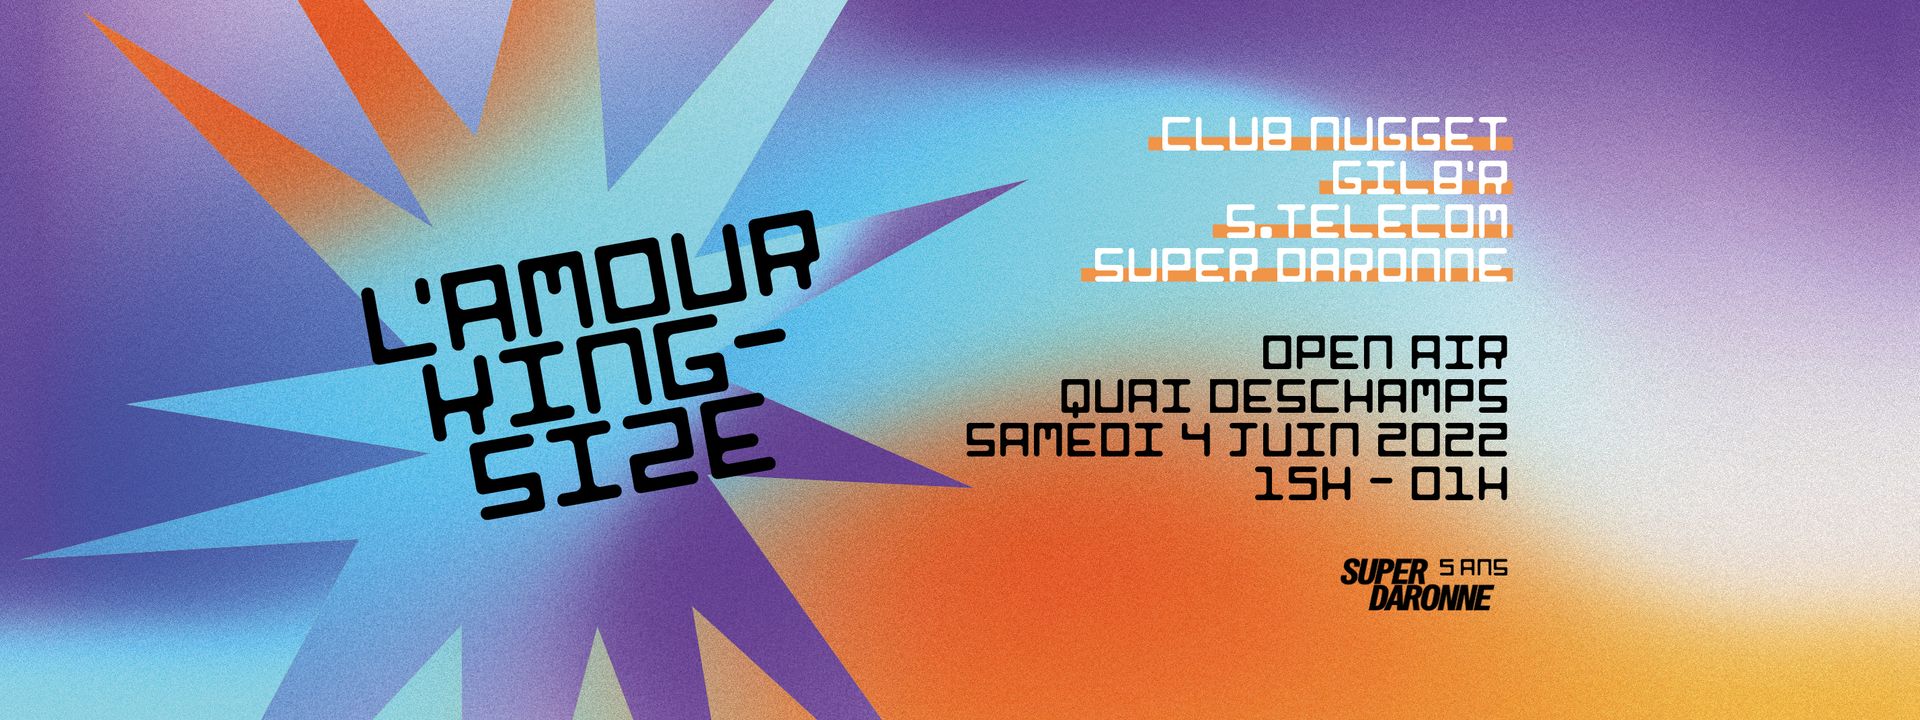 L'AMOUR
KING-
SIZE
CLUB NUGGET
GILB'R
S.TELECOM
SUPER DARONNE
OPEN AIR
QUAI DESCHAMPS
SAMEDI 4 JUIN 2022
15H - 01H
SUPER 5 ANS
DARONNE